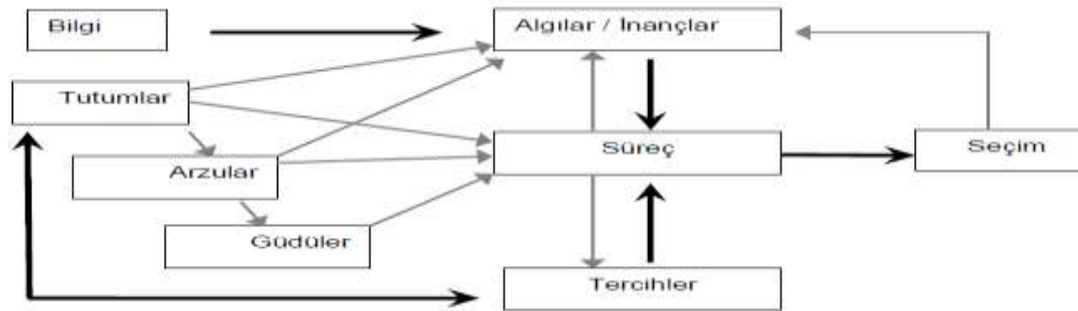 Bilgi
Algılar / İnançlar
Tutumlar
Süreç
Seçim
Arzular
Güdüler
Tercihler